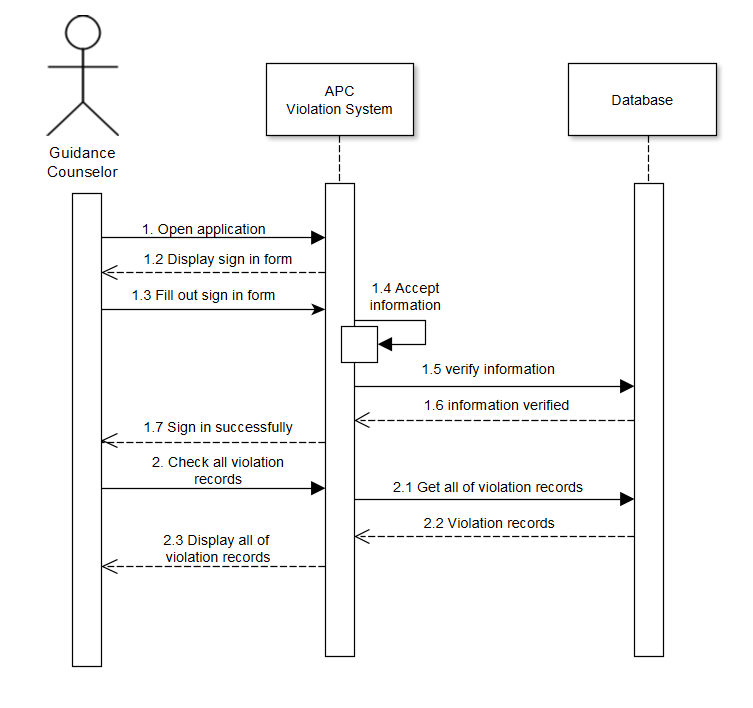 APC
Violation System
Database
Guidance
Counselor
1. Open application
1.2 Display sign in form
1.3 Fill out sign in form
1.4 Accept
information
1.5 verify information
1.6 information verified
1.7 Sign in successfully
2. Check all violation
records
2.1 Get all of violation records
2.2 Violation records
2.3 Display all of
violation records